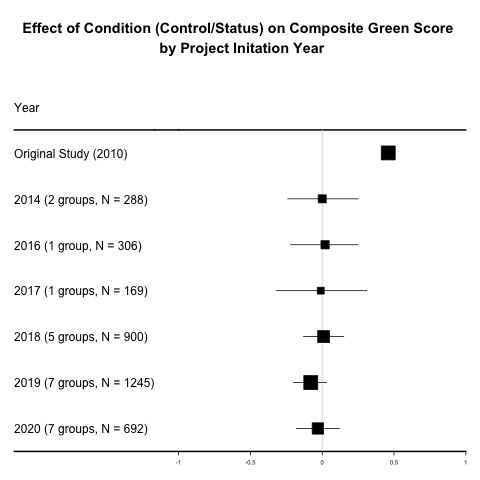 Effect of Condition (Control/Status) on Composite Green Score
by Project Initation Year
Year
Original Study (2010)
2014 (2 groups, N = 288)
2016 (1 group, N = 306)
2017 (1 groups, N = 169)
2018 (5 groups, N = 900)
2019 (7 groups, N = 1245)
2020 (7 groups, N = 692)
-1 -0.5 0 0.5 1